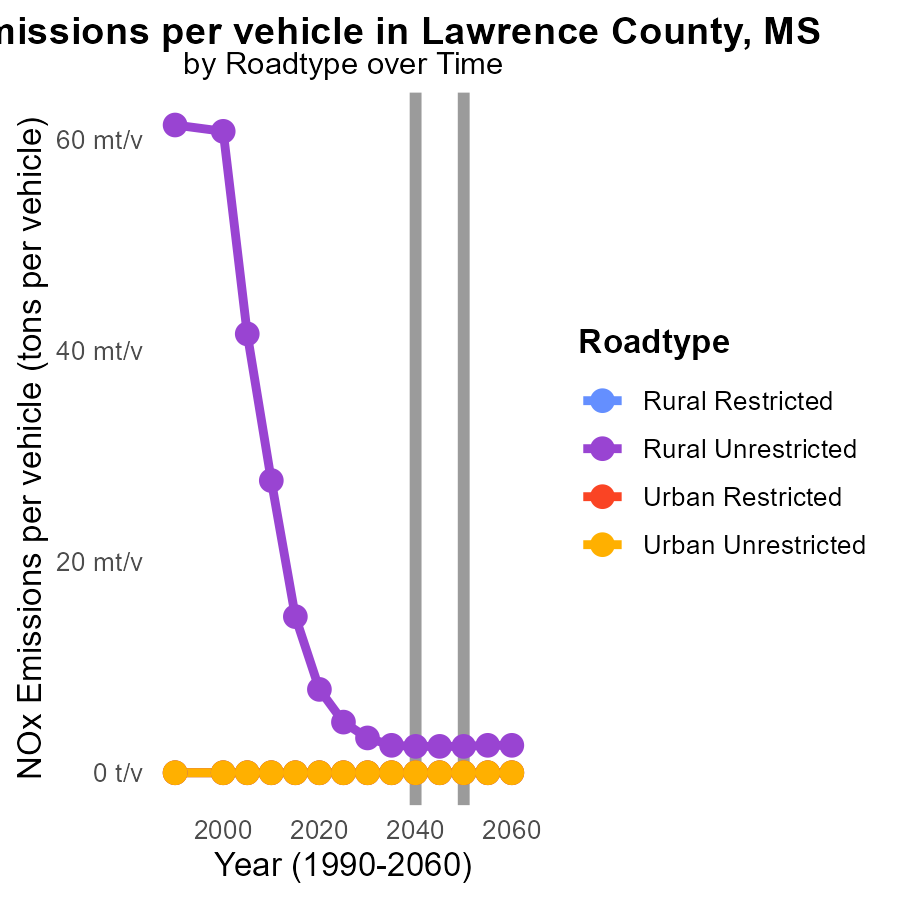 missions per vehicle in Lawrence County, MS
by Roadtype over Time
NOx Emissions per vehicle (tons per vehicle)
60 mt/v
40 mt/v
20 mt/v
0 t/v
2000 2020 2040 2060
Year (1990-2060)
Roadtype
Rural Restricted
Rural Unrestricted
Urban Restricted
Urban Unrestricted